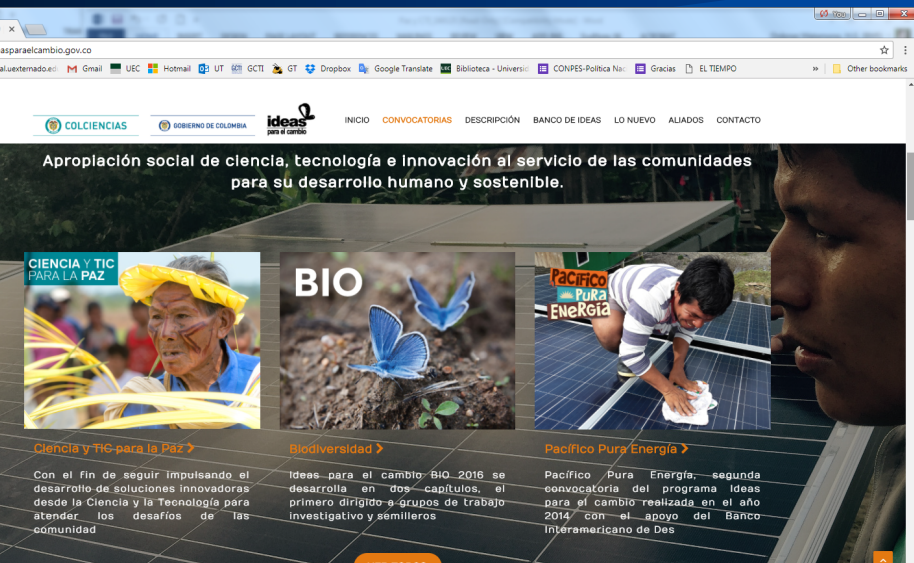 You
asparaelcambio.gov.co
al.uexternado.ed
Gmail
UEC
Hotmail
UT
GCTI
GT
Dropbox
Google Translate
Biblioteca - Universid
CONPES-Política Nac
Gracias
EL TIEMPO
»
Other bookmarks
COLCIENCIAS
GOBIERNO DE COLOMBIA
ideas
para el cambio
INICIO CONVOCATORIAS DESCRIPCIÓN BANCO DE IDEAS LO NUEVO ALIADOS CONTACTO
Apropiación social de ciencia, tecnología e innovación al servicio de las comunidades
para su desarrollo humano y sostenible.
CIENCIA Y TIC
PARA LA PAZ
Ciencia y TIC para la Paz
Con el fin de seguir impulsando el
desarrollo de soluciones innovadoras
desde la Ciencia y la Tecnología para
atender los desafíos de las
comunidad
BIO
Biodiversidad
Ideas para el cambio BIO 2016 se
desarrolla en dos capítulos, el
primero dirigido a grupos de trabajo
investigativo y semilleros
PACÍFICO
PURA
ENERGÍA
Pacífico Pura Energía
Pacífico Pura Energía, segunda
convocatoria del programa Ideas
para el cambio realizada en el año
2014 con el apoyo del Banco
Interamericano de Des